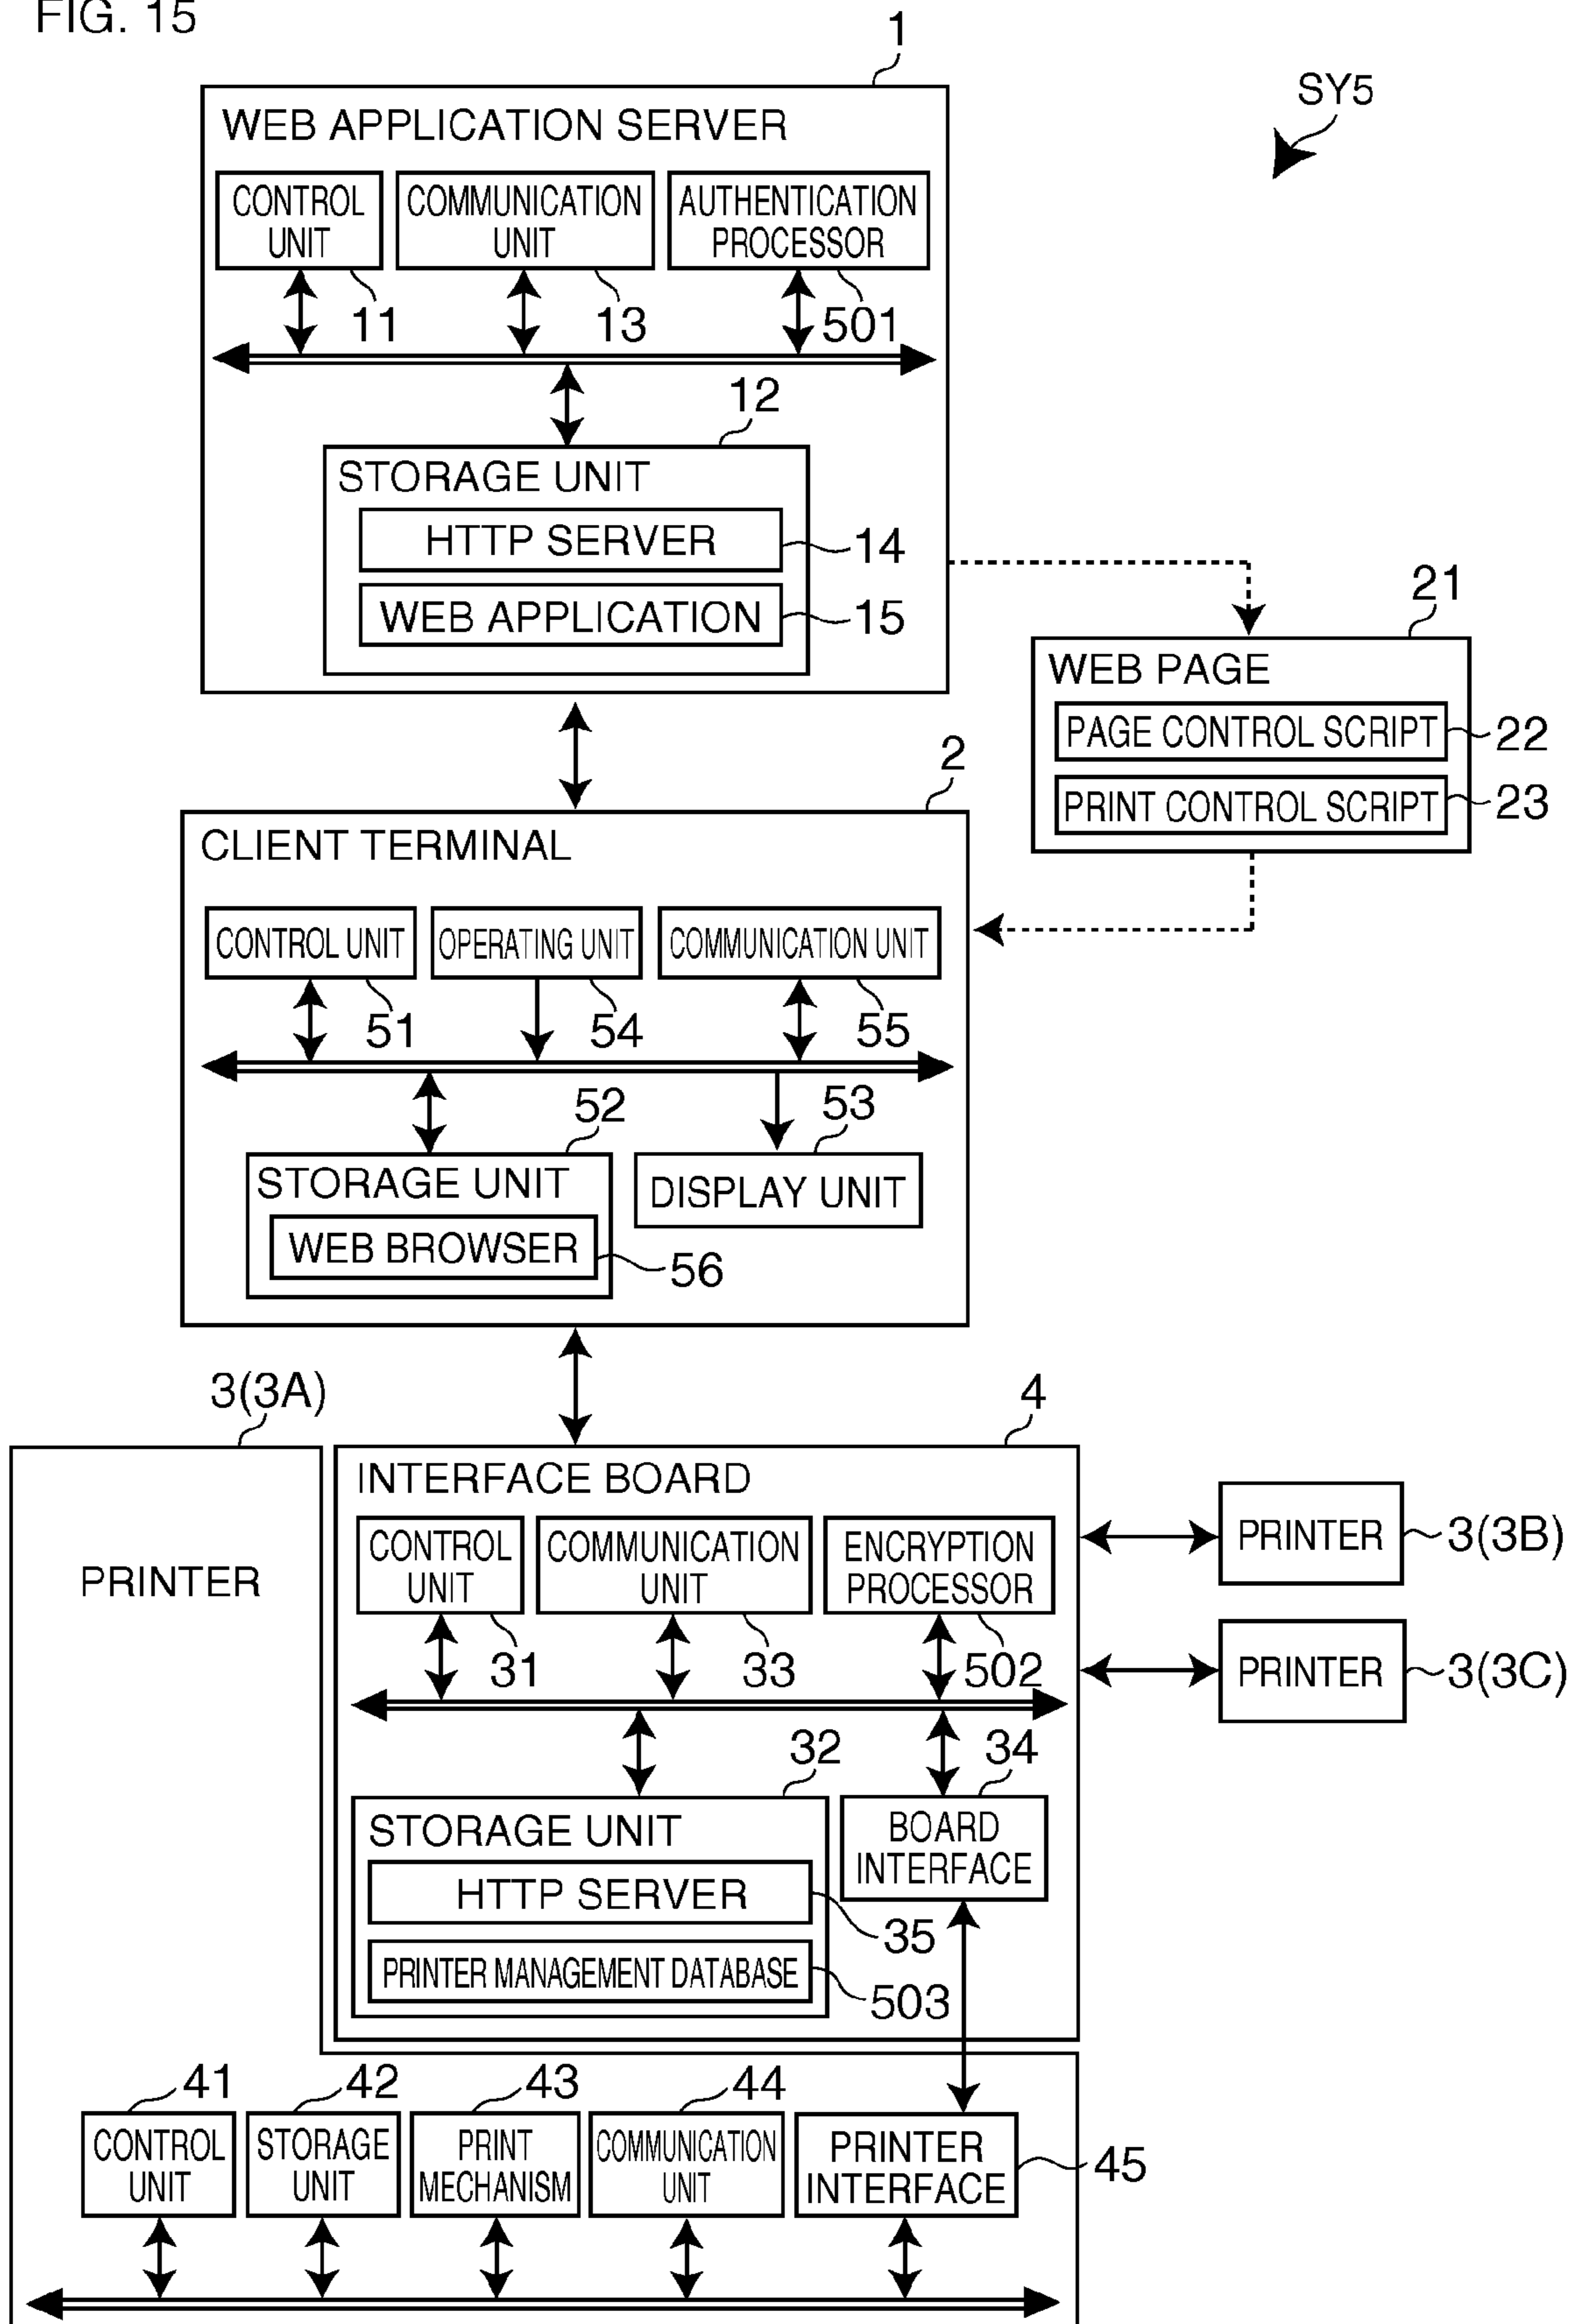 FIG. 15
1
SY5
WEB APPLICATION SERVER
CONTROL
UNIT
COMMUNICATION
UNIT
AUTHENTICATION
PROCESSOR
11
13
501
12
STORAGE UNIT
HTTP SERVER
14
WEB APPLICATION
15
21
WEB PAGE
PAGE CONTROL SCRIPT
22
PRINT CONTROL SCRIPT
23
2
CLIENT TERMINAL
CONTROL UNIT
OPERATING UNIT
COMMUNICATION UNIT
51
54
55
52
53
STORAGE UNIT
WEB BROWSER
56
DISPLAY UNIT
3(3A)
4
PRINTER
INTERFACE BOARD
CONTROL
UNIT
COMMUNICATION
UNIT
ENCRYPTION
PROCESSOR
31
33
502
PRINTER
3(3B)
PRINTER
3(3C)
32
34
STORAGE UNIT
HTTP SERVER
35
PRINTER MANAGEMENT DATABASE
503
BOARD
INTERFACE
41
42
43
44
CONTROL
UNIT
STORAGE
UNIT
PRINT
MECHANISM
COMMUNICATION
UNIT
PRINTER
INTERFACE
45